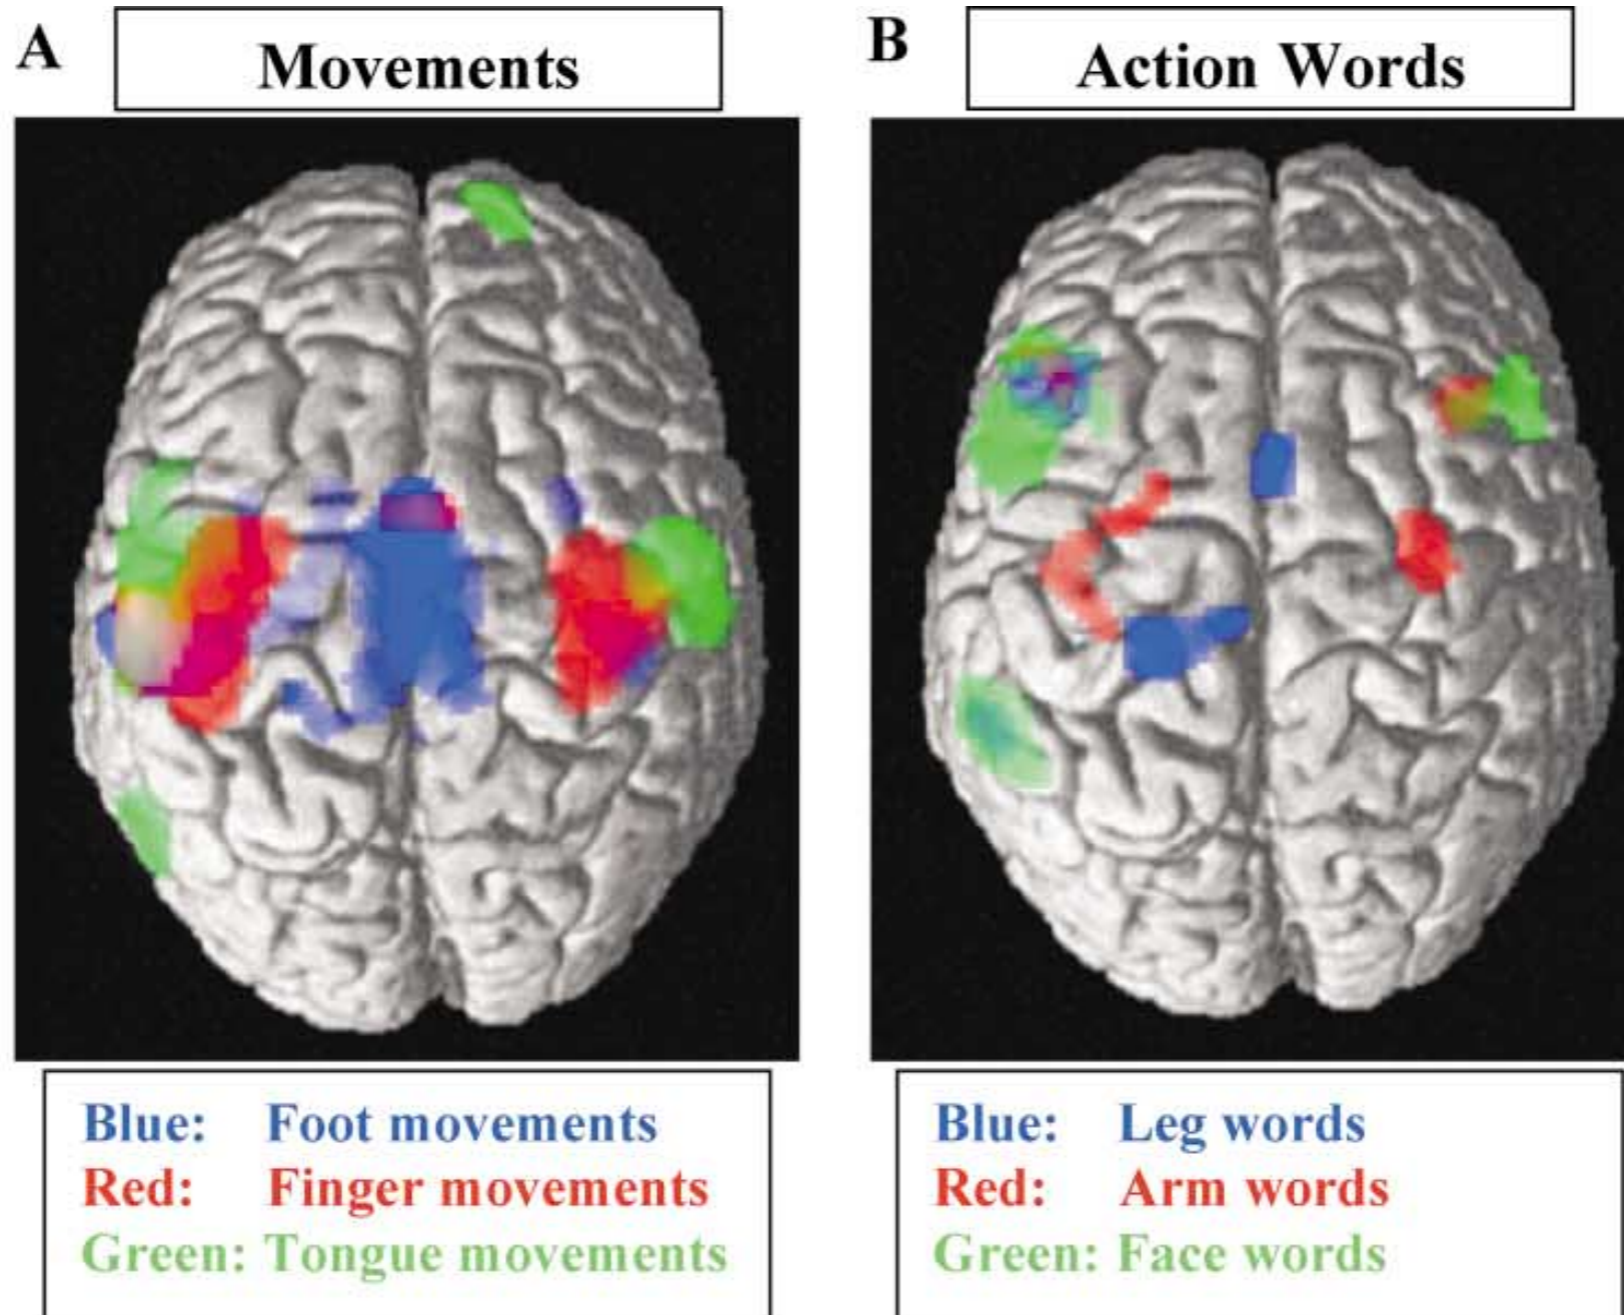 A
Movements
B
Action Words
Blue: Foot movements
Red: Finger movements
Green: Tongue movements
Blue: Leg words
Red: Arm words
Green: Face words